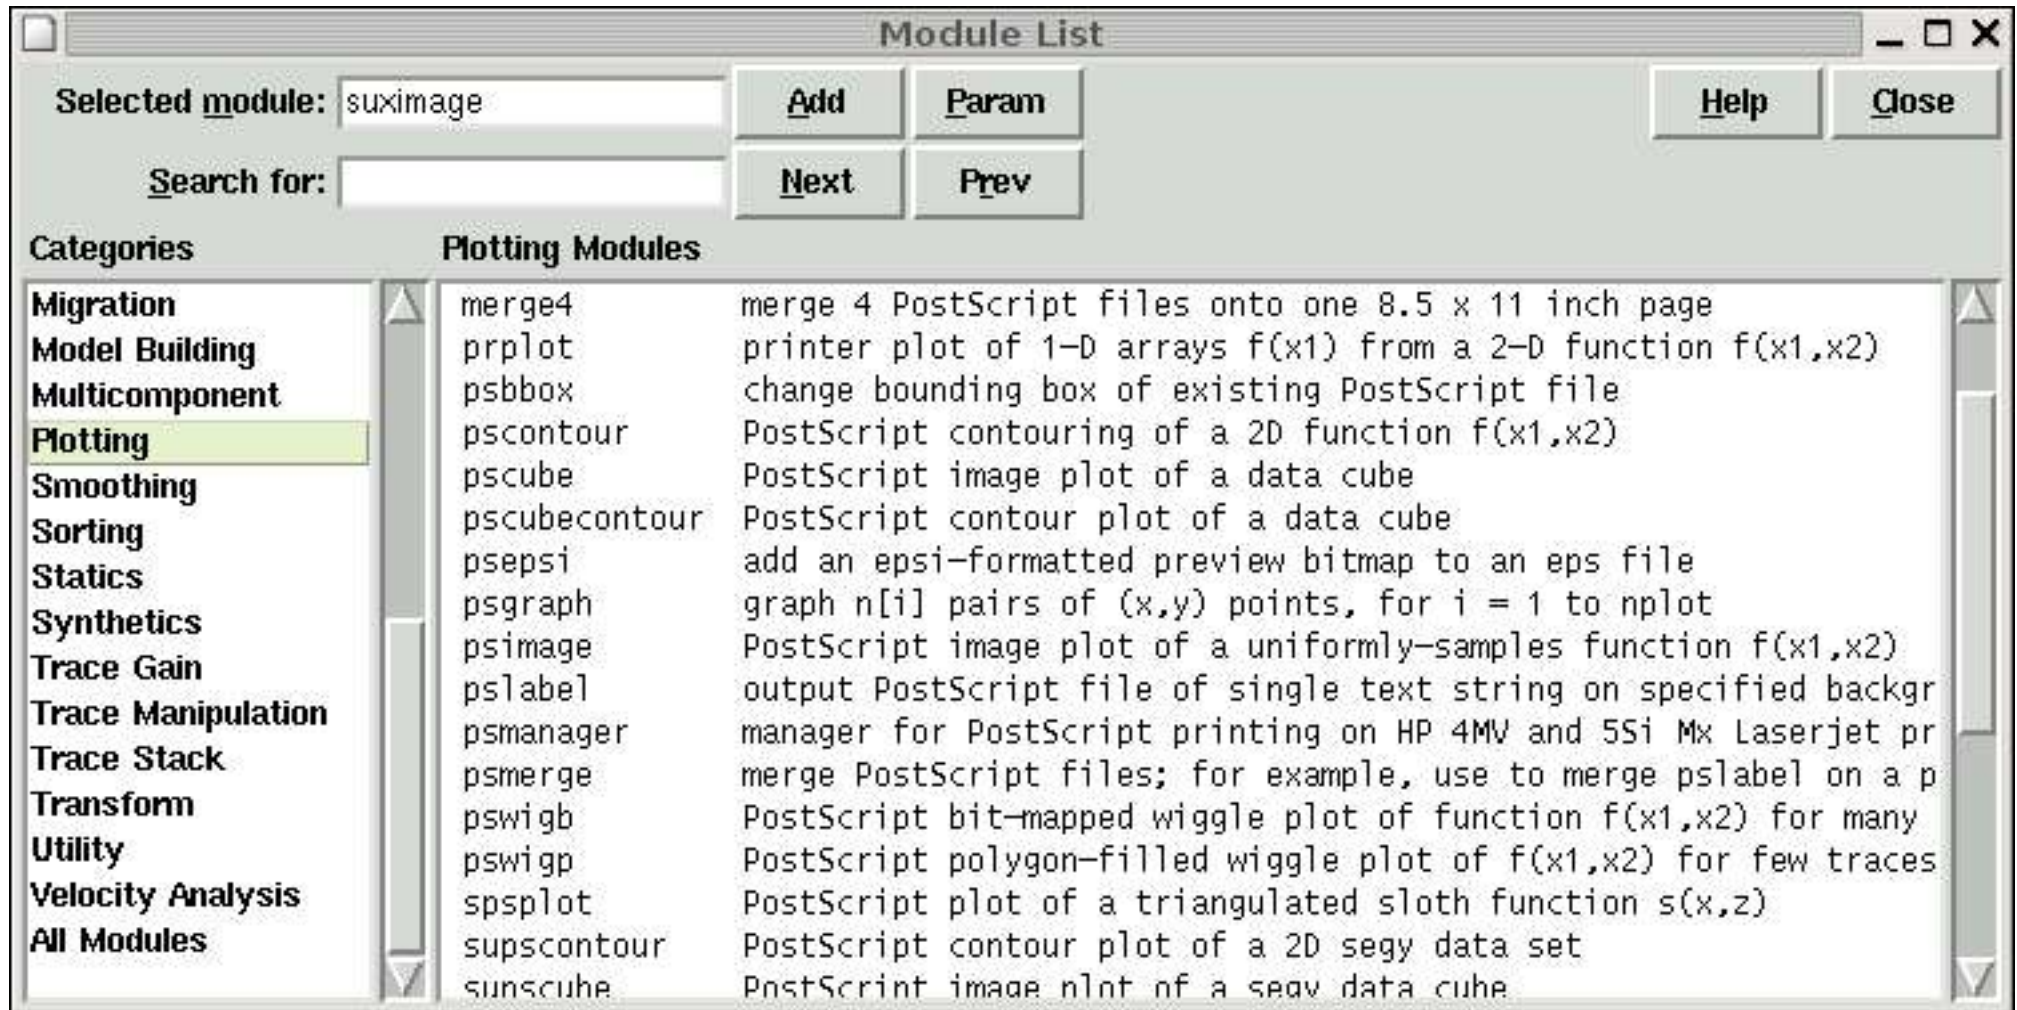 Module List
Selected module: suximage Add Param Help Close
Search for: Next Prev
Categories Plotting Modules
Migration
Model Building
Multicomponent
Plotting
Smoothing
Sorting
Statics
Synthetics
Trace Gain
Trace Manipulation
Trace Stack
Transform
Utility
Velocity Analysis
All Modules
merge4 merge 4 PostScript files onto one 8.5 x 11 inch page
prplot printer plot of 1-D arrays f(x1) from a 2-D function f(x1,x2)
psbbox change bounding box of existing PostScript file
pscontour PostScript contouring of a 2D function f(x1,x2)
pscube PostScript image plot of a data cube
pscubecontour PostScript contour plot of a data cube
psepsi add an epsi-formatted preview bitmap to an eps file
psgraph graph n[i] pairs of (x,y) points, for i = 1 to nplot
psimage PostScript image plot of a uniformly-samples function f(x1,x2)
pslabel output PostScript file of single text string on specified backgr
psmanager manager for PostScript printing on HP 4MV and 5Si Mx Laserjet pr
psmerge merge PostScript files; for example, use to merge pslabel on a p
pswigb PostScript bit-mapped wiggle plot of function f(x1,x2) for many
pswigp PostScript polygon-filled wiggle plot of f(x1,x2) for few traces
spsplot PostScript plot of a triangulated sloth function s(x,z)
supscontour PostScript contour plot of a 2D segy data set
supscube PostScript image plot of a segy data cube